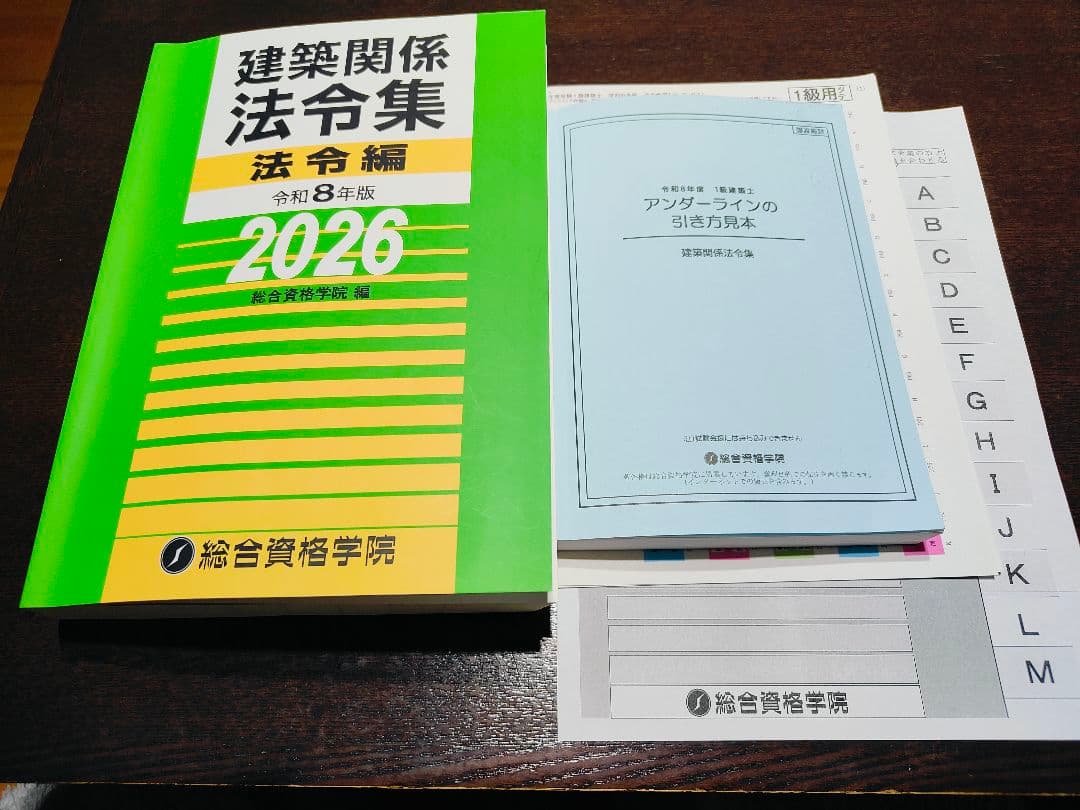 建築関係
法令集
法令編
令和8年版
2026
総合資格学院 編
総合資格学院
1級用
令和8年度 1級建築士
アンダーラインの
引き方見本
建築関係法令集
総合資格学院
A
B
C
D
E
F
G
H
I
J
K
L
M
総合資格学院